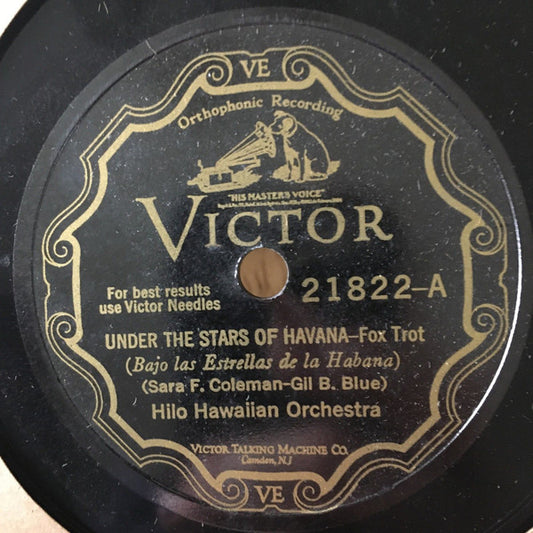 VE
Orthophonic Recording
"HIS MASTER'S VOICE"
VICTOR
For best results
use Victor Needles
21822-A
UNDER THE STARS OF HAVANA-Fox Trot
(Bajo las Estrellas de la Habana)
(Sara F. Coleman-Gil B. Blue)
Hilo Hawaiian Orchestra
VICTOR TALKING MACHINE CO.
Camden, N.J
VE